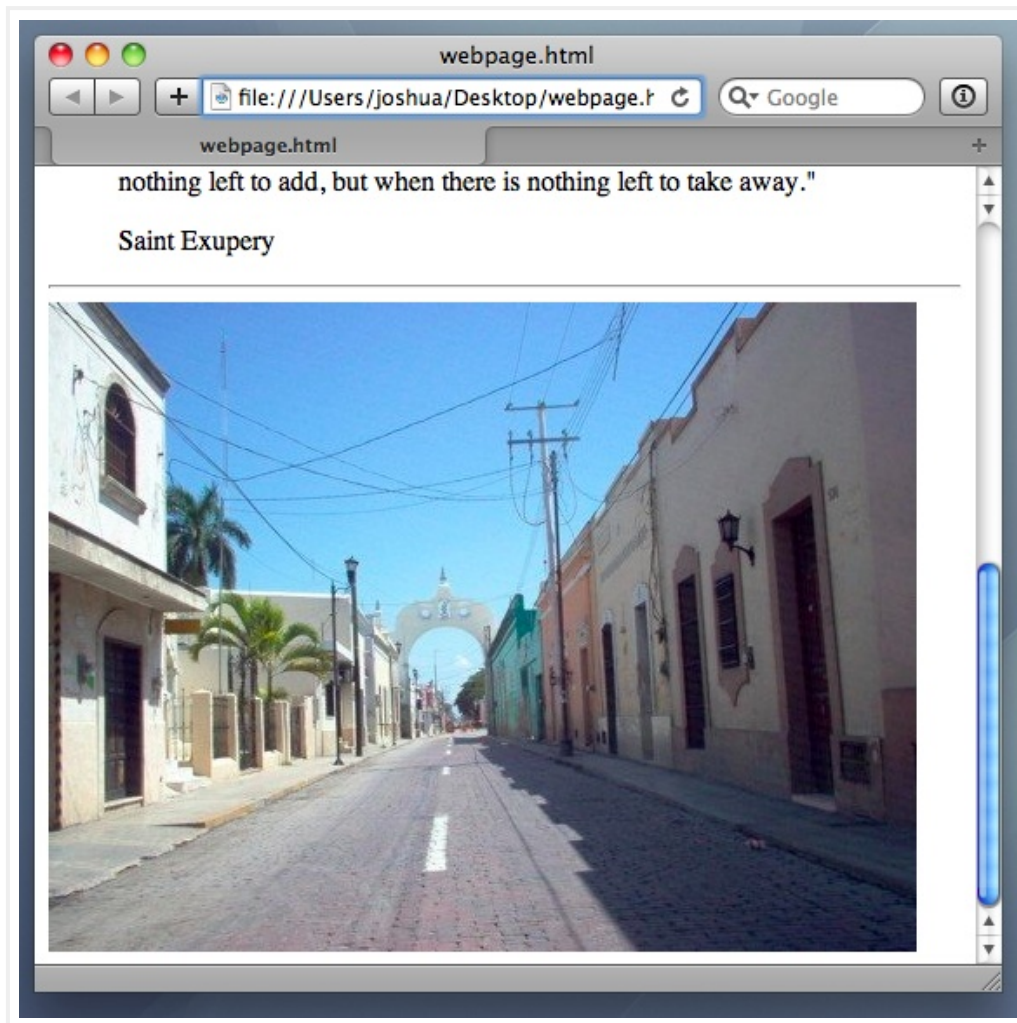 webpage.html
file:///Users/joshua/Desktop/webpage.h
Google
webpage.html
nothing left to add, but when there is nothing left to take away."
Saint Exupery